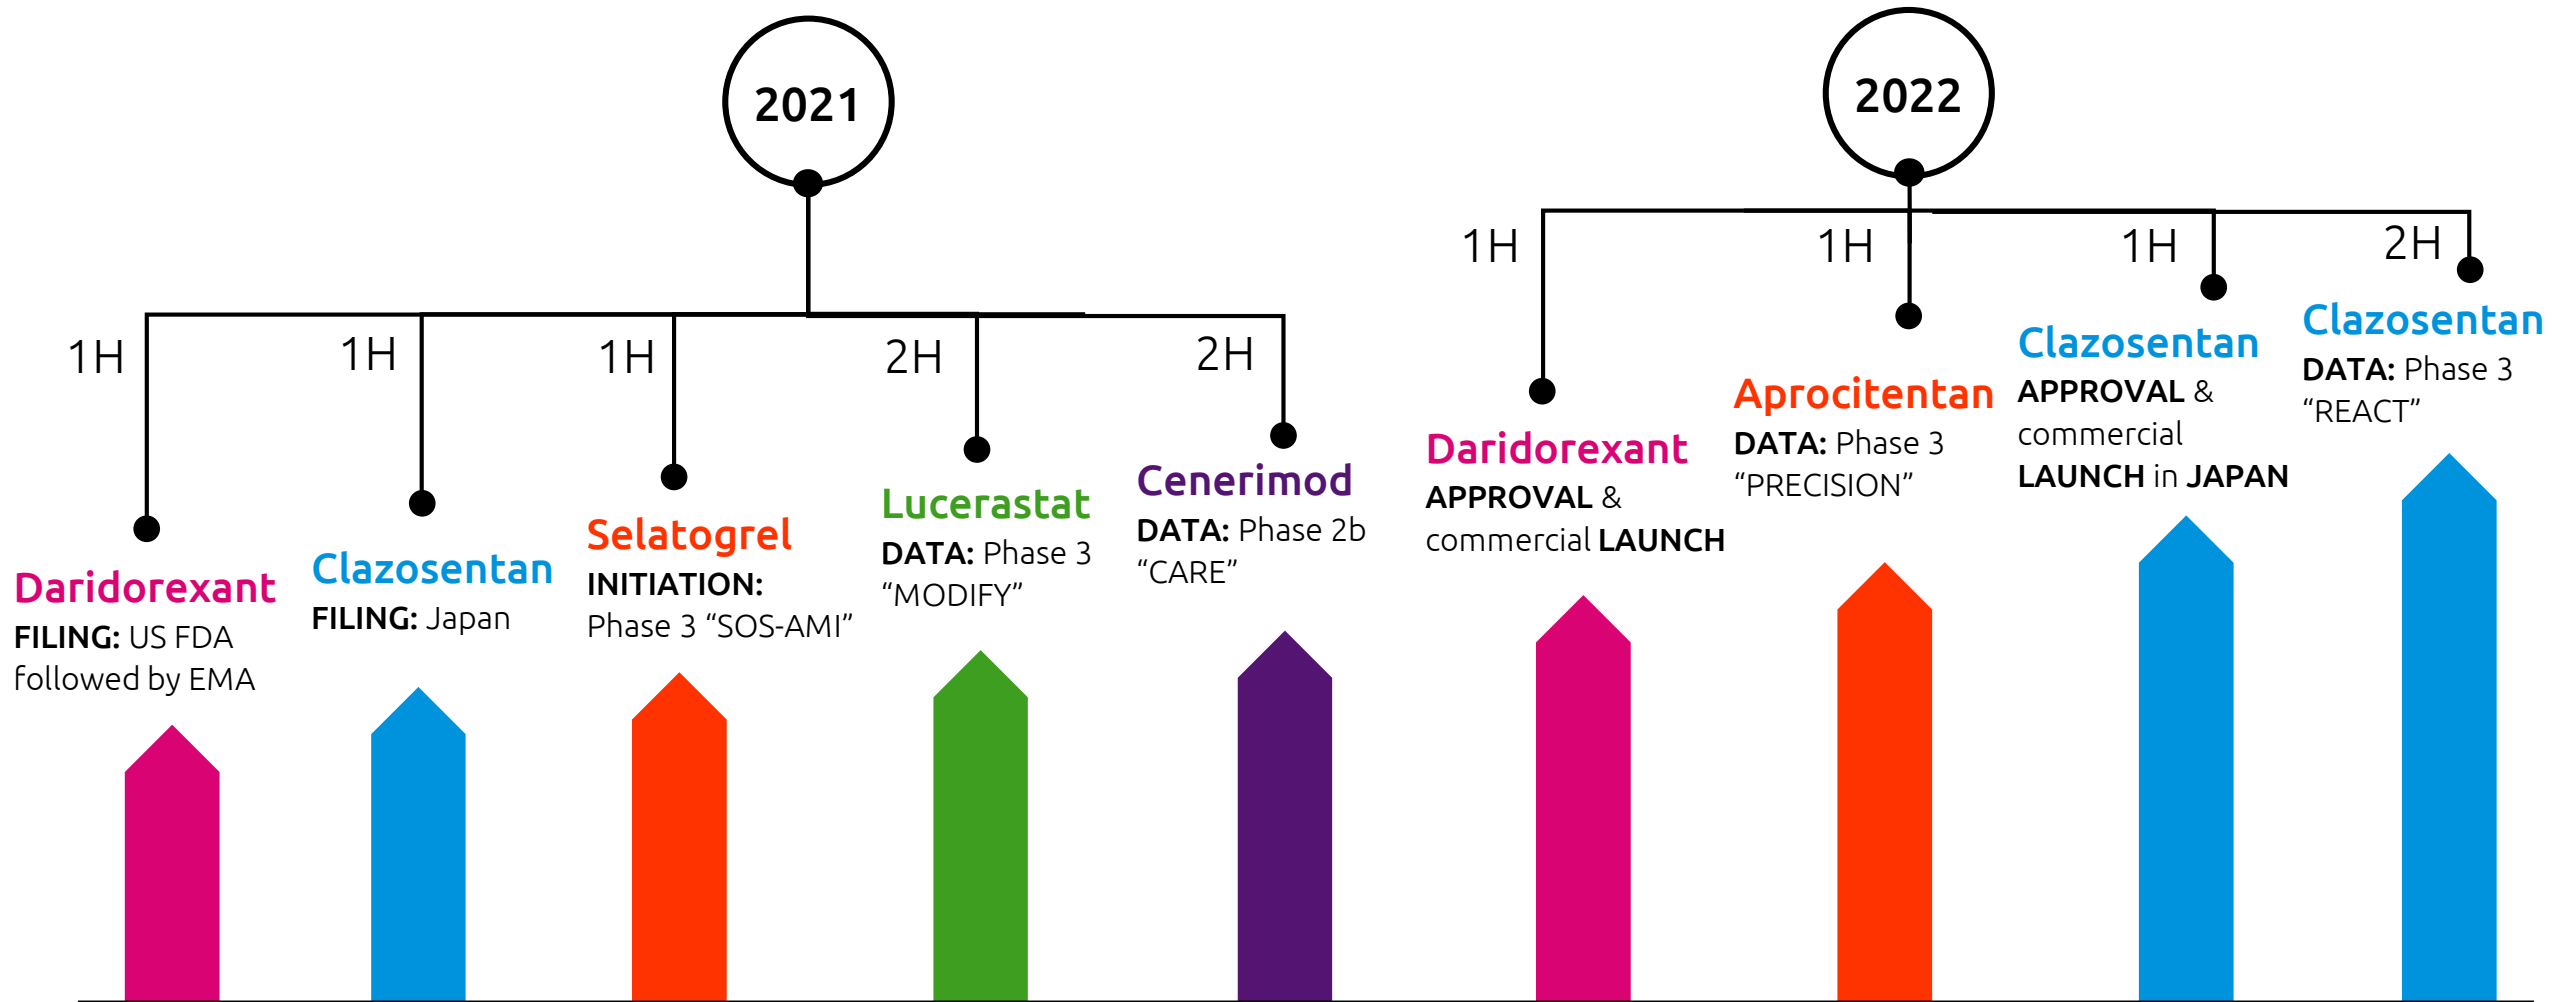 2021
1H
Daridorexant
FILING: US FDA
followed by EMA
1H
Clazosentan
FILING: Japan
1H
Selatogrel
INITIATION:
Phase 3 “SOS-AMI”
2H
Lucerastat
DATA: Phase 3
“MODIFY”
2H
Cenerimod
DATA: Phase 2b
“CARE”
2022
1H
Daridorexant
APPROVAL &
commercial LAUNCH
1H
Aprocitentan
DATA: Phase 3
“PRECISION”
1H
Clazosentan
APPROVAL &
commercial
LAUNCH in JAPAN
2H
Clazosentan
DATA: Phase 3
“REACT”